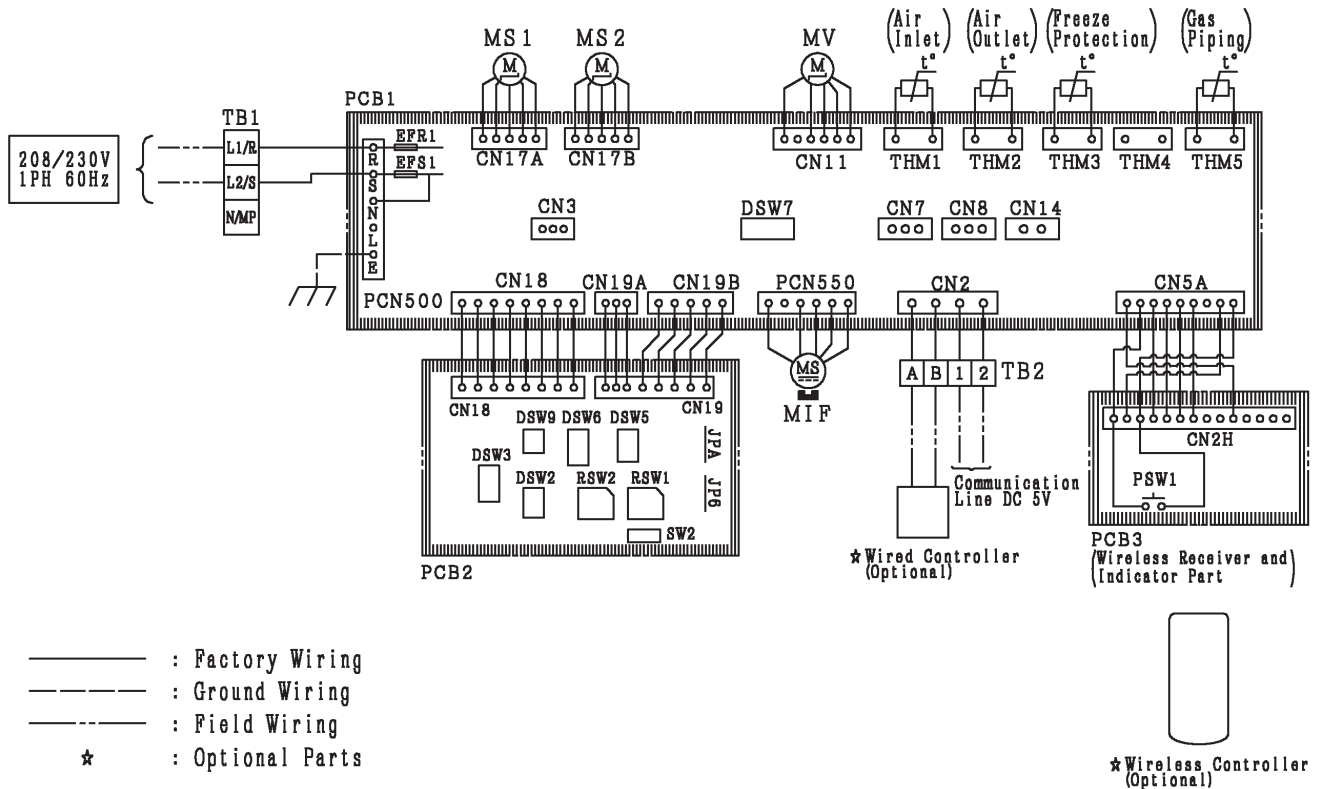 (Air Inlet)
(Air Outlet)
(Freeze Protection)
(Gas Piping)
MS1
MS2
MV
M
M
M
t°
t°
t°
t°
PCB1
TB1
208/230V
1PH 60Hz
L1/R
L2/S
N/MP
R
S
N
L
E
EFR1
EFS1
CN17A
CN17B
CN11
THM1
THM2
THM3
THM4
THM5
CN3
DSW7
CN7
CN8
CN14
PCN500
CN18
CN19A
CN19B
PCN550
CN2
CN5A
MS
MIF
A B 1 2
TB2
CN18
CN19
DSW9
DSW6
DSW5
JPA
DSW3
DSW2
RSW2
RSW1
JP6
SW2
PCB2
Communication
Line DC 5V
☆Wired Controller
(Optional)
CN2H
PSW1
PCB3
(Wireless Receiver and
Indicator Part)
: Factory Wiring
: Ground Wiring
: Field Wiring
☆ : Optional Parts
☆Wireless Controller
(Optional)